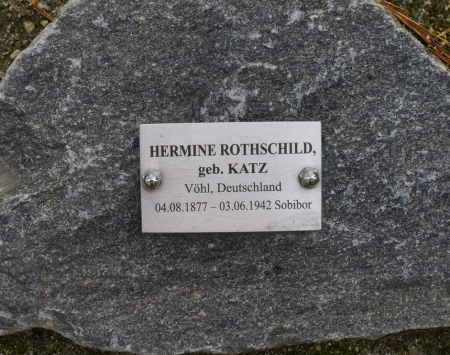 HERMINE ROTHSCHILD,
geb. KATZ
Vöhl, Deutschland
04.08.1877 – 03.06.1942 Sobibor